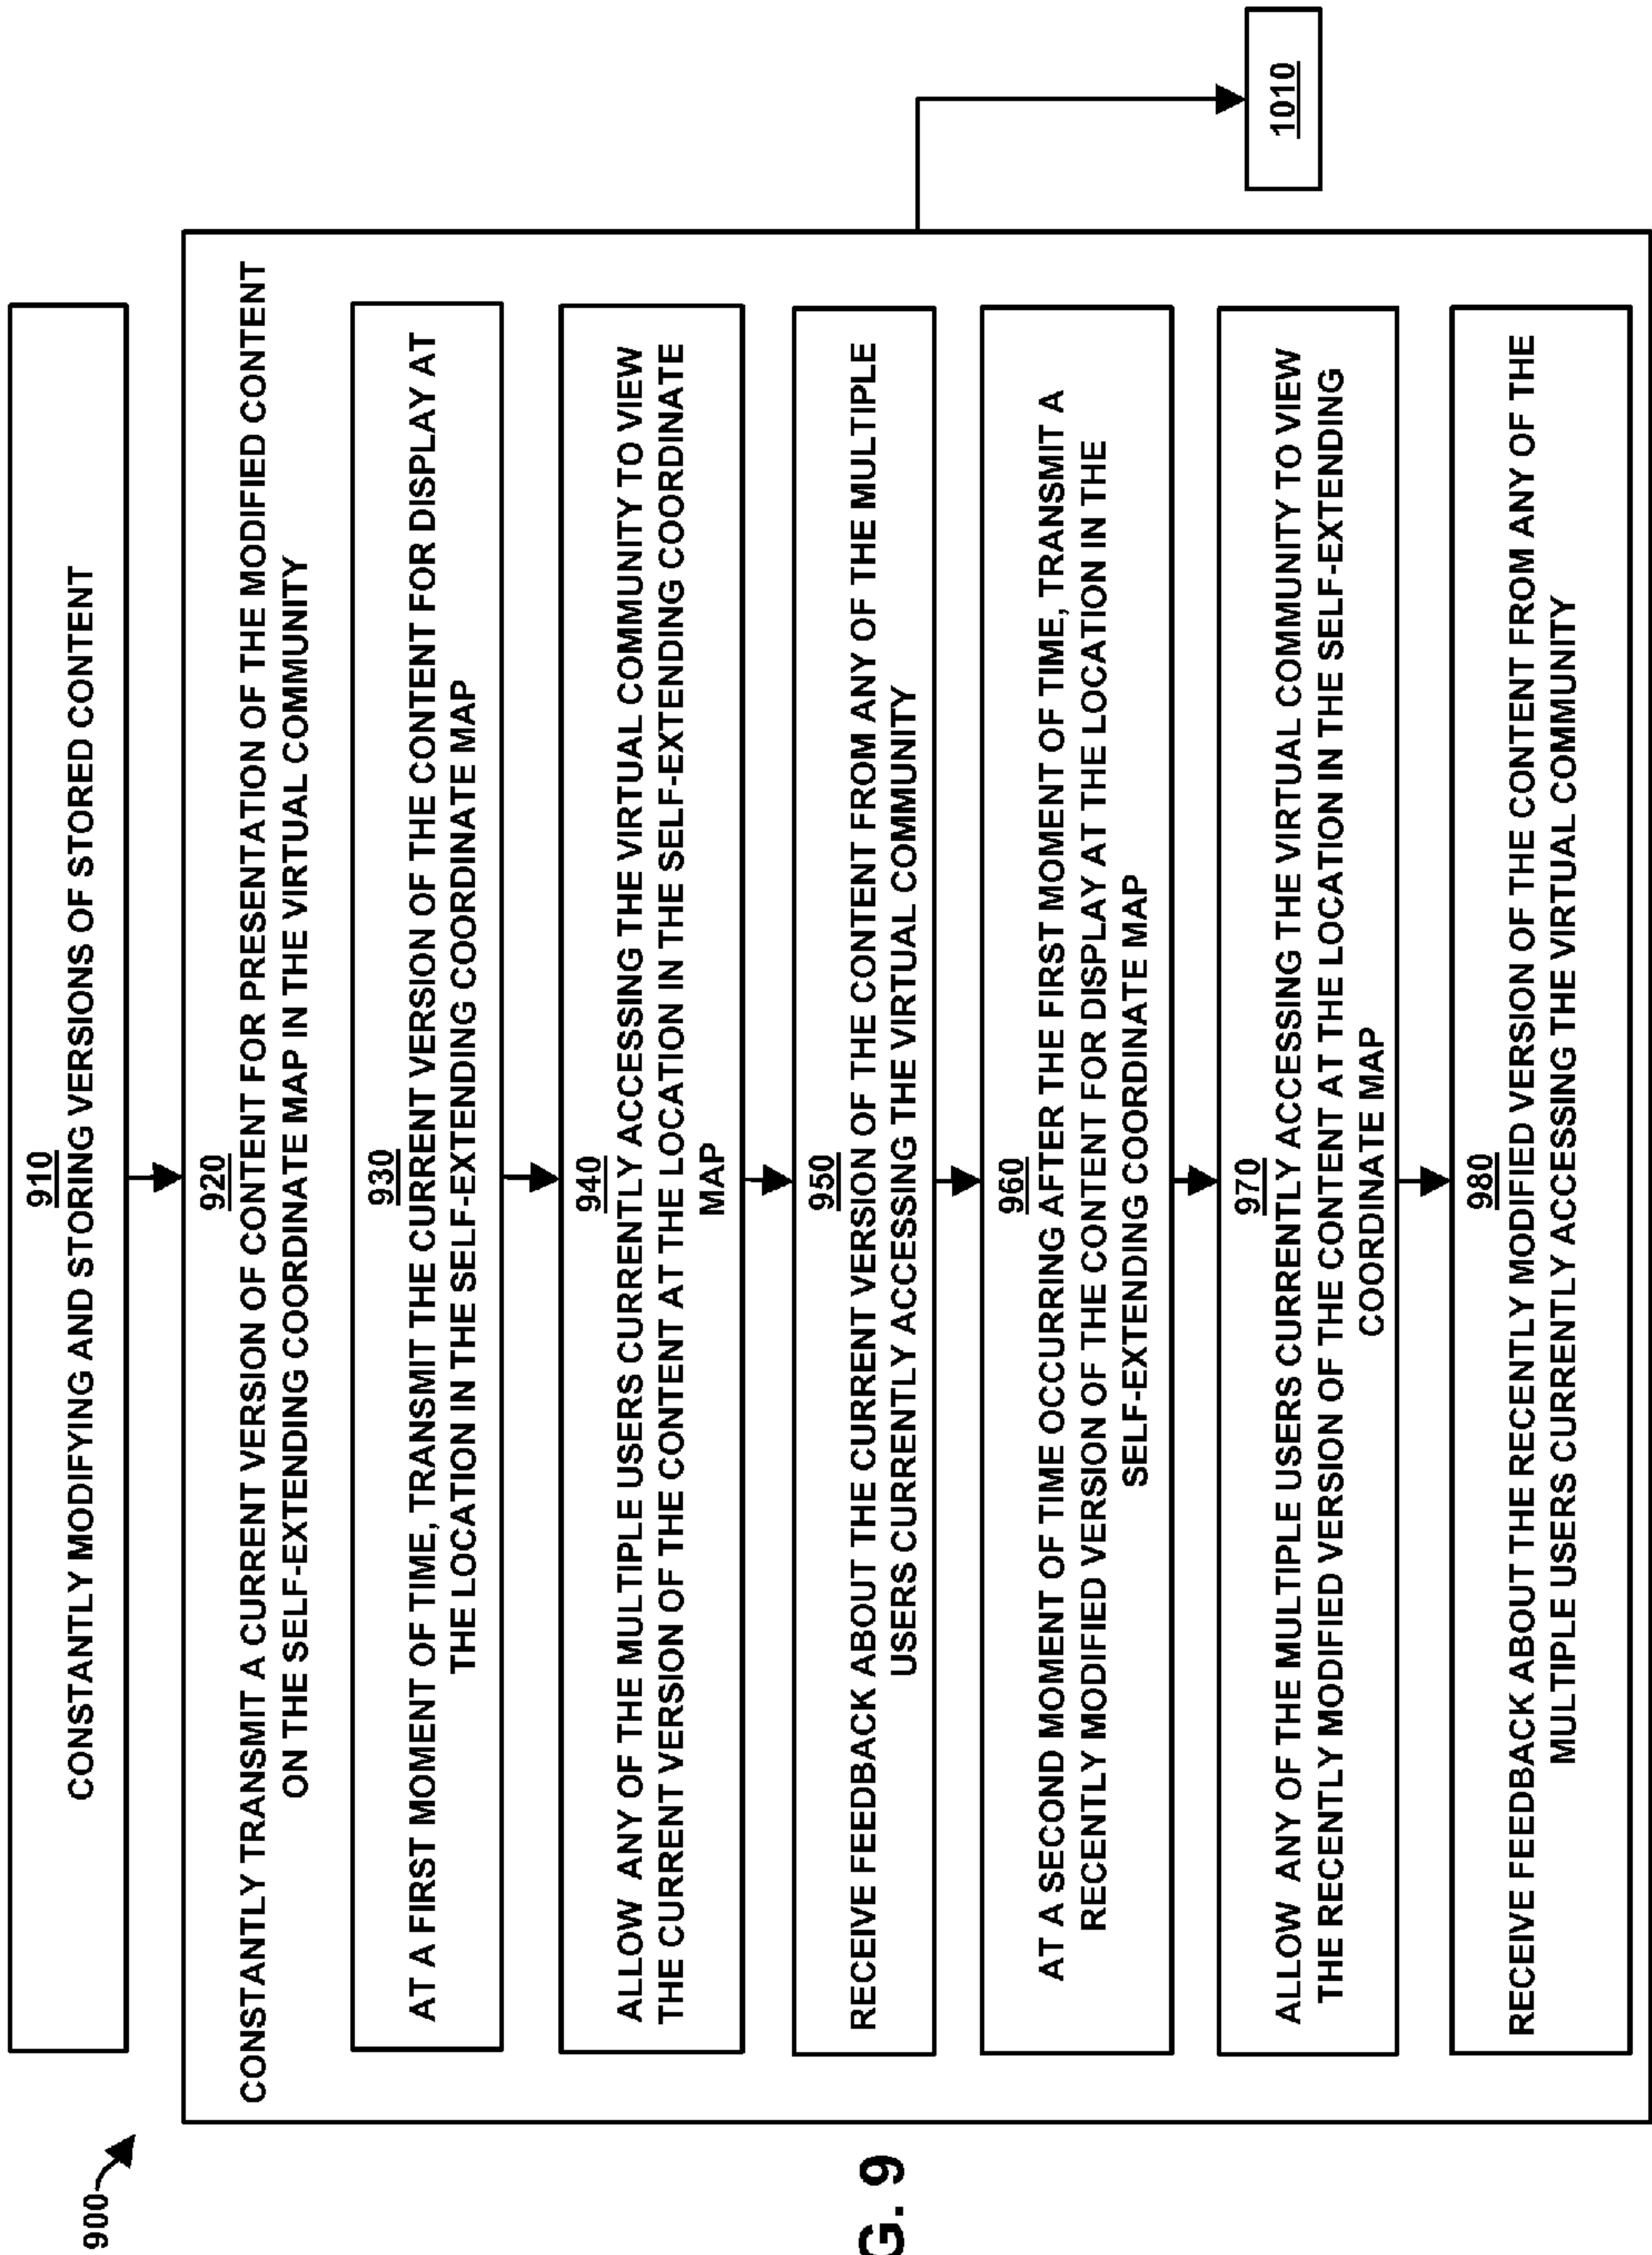 900
910
CONSTANTLY MODIFYING AND STORING VERSIONS OF STORED CONTENT
920
CONSTANTLY TRANSMIT A CURRENT VERSION OF CONTENT FOR PRESENTATION OF THE MODIFIED CONTENT
ON THE SELF-EXTENDING COORDINATE MAP IN THE VIRTUAL COMMUNITY
930
AT A FIRST MOMENT OF TIME, TRANSMIT THE CURRENT VERSION OF THE CONTENT FOR DISPLAY AT
THE LOCATION IN THE SELF-EXTENDING COORDINATE MAP
940
ALLOW ANY OF THE MULTIPLE USERS CURRENTLY ACCESSING THE VIRTUAL COMMUNITY TO VIEW
THE CURRENT VERSION OF THE CONTENT AT THE LOCATION IN THE SELF-EXTENDING COORDINATE
MAP
950
RECEIVE FEEDBACK ABOUT THE CURRENT VERSION OF THE CONTENT FROM ANY OF THE MULTIPLE
USERS CURRENTLY ACCESSING THE VIRTUAL COMMUNITY
960
AT A SECOND MOMENT OF TIME OCCURRING AFTER THE FIRST MOMENT OF TIME, TRANSMIT A
RECENTLY MODIFIED VERSION OF THE CONTENT FOR DISPLAY AT THE LOCATION IN THE
SELF-EXTENDING COORDINATE MAP
970
ALLOW ANY OF THE MULTIPLE USERS CURRENTLY ACCESSING THE VIRTUAL COMMUNITY TO VIEW
THE RECENTLY MODIFIED VERSION OF THE CONTENT AT THE LOCATION IN THE SELF-EXTENDING
COORDINATE MAP
980
RECEIVE FEEDBACK ABOUT THE RECENTLY MODIFIED VERSION OF THE CONTENT FROM ANY OF THE
MULTIPLE USERS CURRENTLY ACCESSING THE VIRTUAL COMMUNITY
1010
G. 9